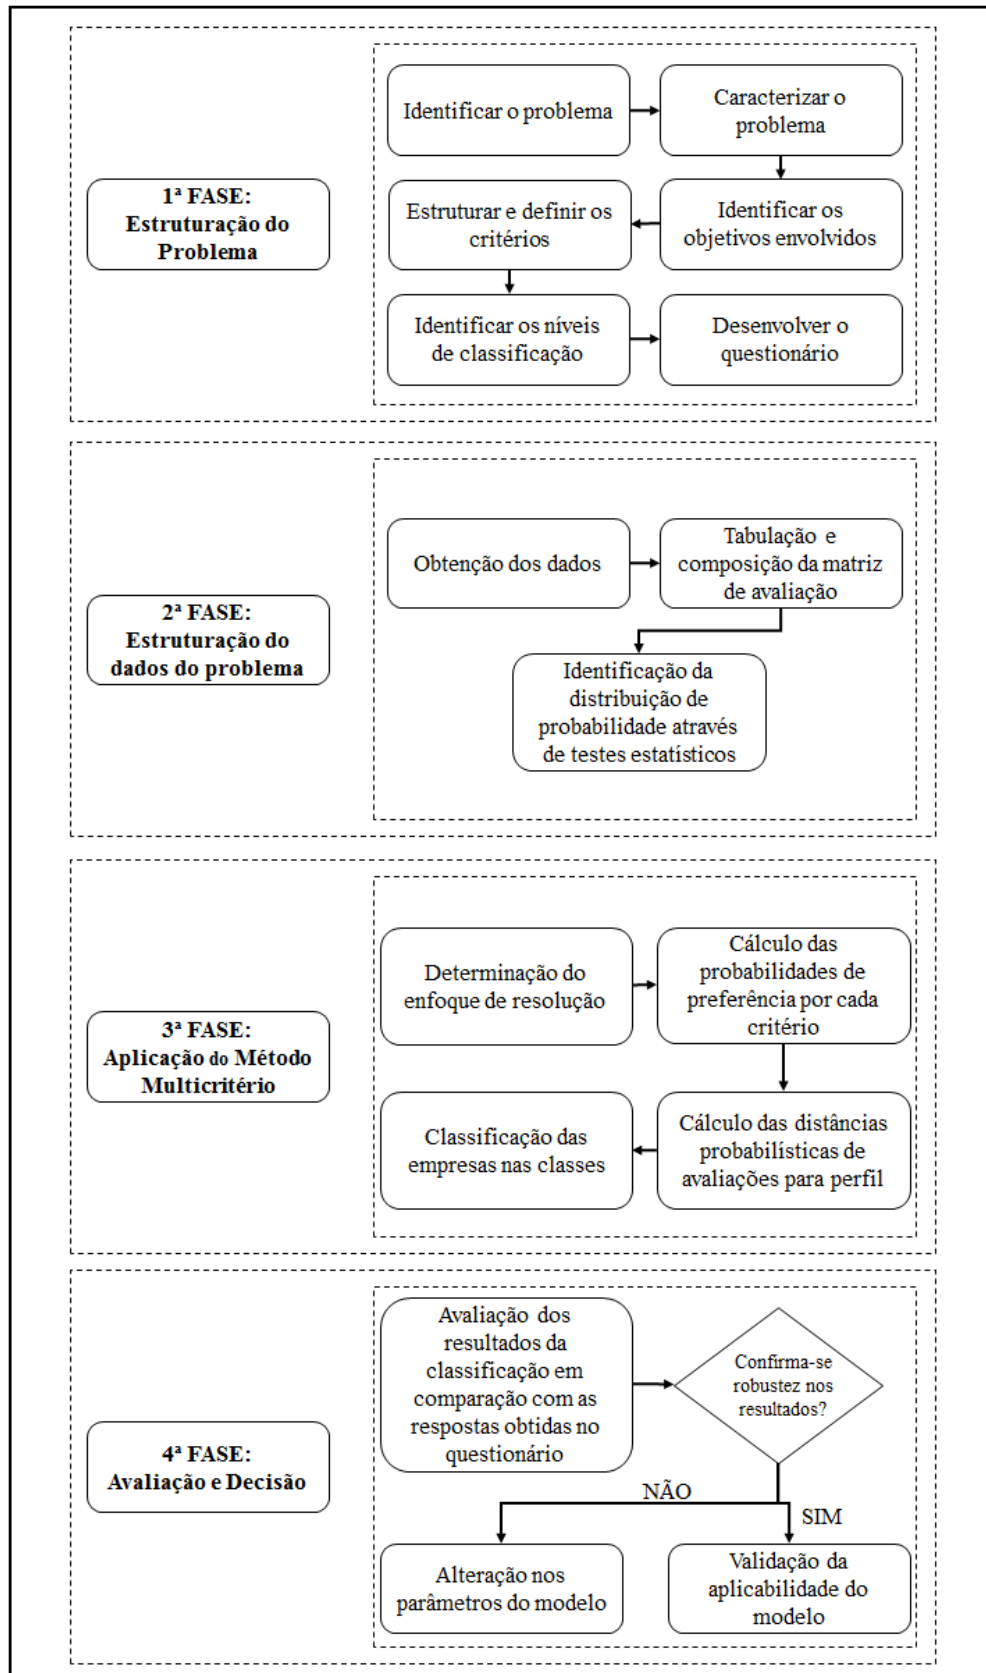 1ª FASE:
Estruturação do
Problema
Identificar o problema
Caracterizar o
problema
Identificar os
objetivos envolvidos
Estruturar e definir os
critérios
Identificar os níveis
de classificação
Desenvolver o
questionário
2ª FASE:
Estruturação do
dados do problema
Obtenção dos dados
Tabulação e
composição da matriz
de avaliação
Identificação da
distribuição de
probabilidade através
de testes estatísticos
3ª FASE:
Aplicação do Método
Multicritério
Determinação do
enfoque de resolução
Cálculo das
probabilidades de
preferência por cada
critério
Cálculo das distâncias
probabilísticas de
avaliações para perfil
Classificação das
empresas nas classes
4ª FASE:
Avaliação e Decisão
Avaliação dos
resultados da
classificação em
comparação com as
respostas obtidas no
questionário
Confirma-se
robustez nos
resultados?
NÃO
SIM
Alteração nos
parâmetros do modelo
Validação da
aplicabilidade do
modelo